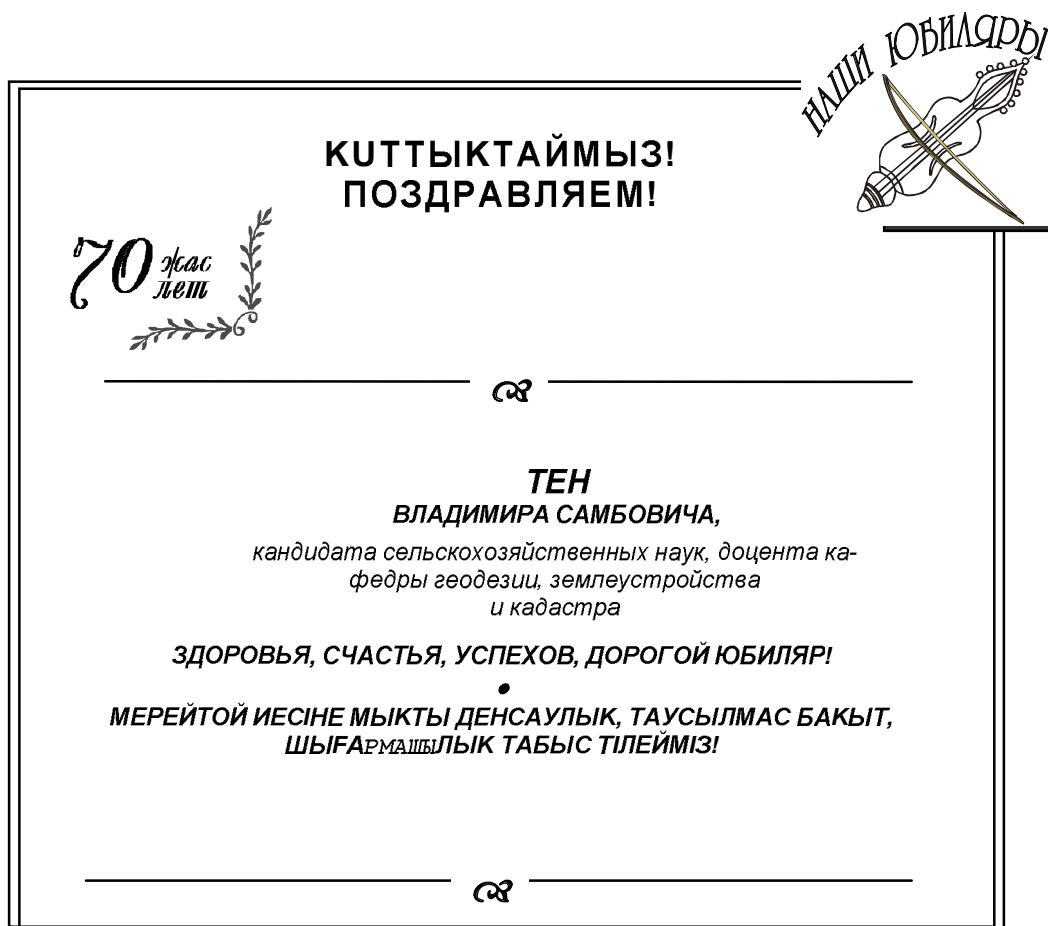 НАШИ ЮБИЛЯРЫ
КUТТЫКТАЙМЫЗ!
ПОЗДРАВЛЯЕМ!
70 жас
лет
ТЕН
ВЛАДИМИРА САМБОВИЧА,
кандидата сельскохозяйственных наук, доцента ка-
федры геодезии, землеустройства
и кадастра
ЗДОРОВЬЯ, СЧАСТЬЯ, УСПЕХОВ, ДОРОГОЙ ЮБИЛЯР!
•
МЕРЕЙТОЙ ИЕСІНЕ МЫКТЫ ДЕНСАУЛЫК, ТАУСЫЛМАС БАКЫТ,
ШЫҒАРМАШЫЛЫК ТАБЫС ТІЛЕЙМІЗ!